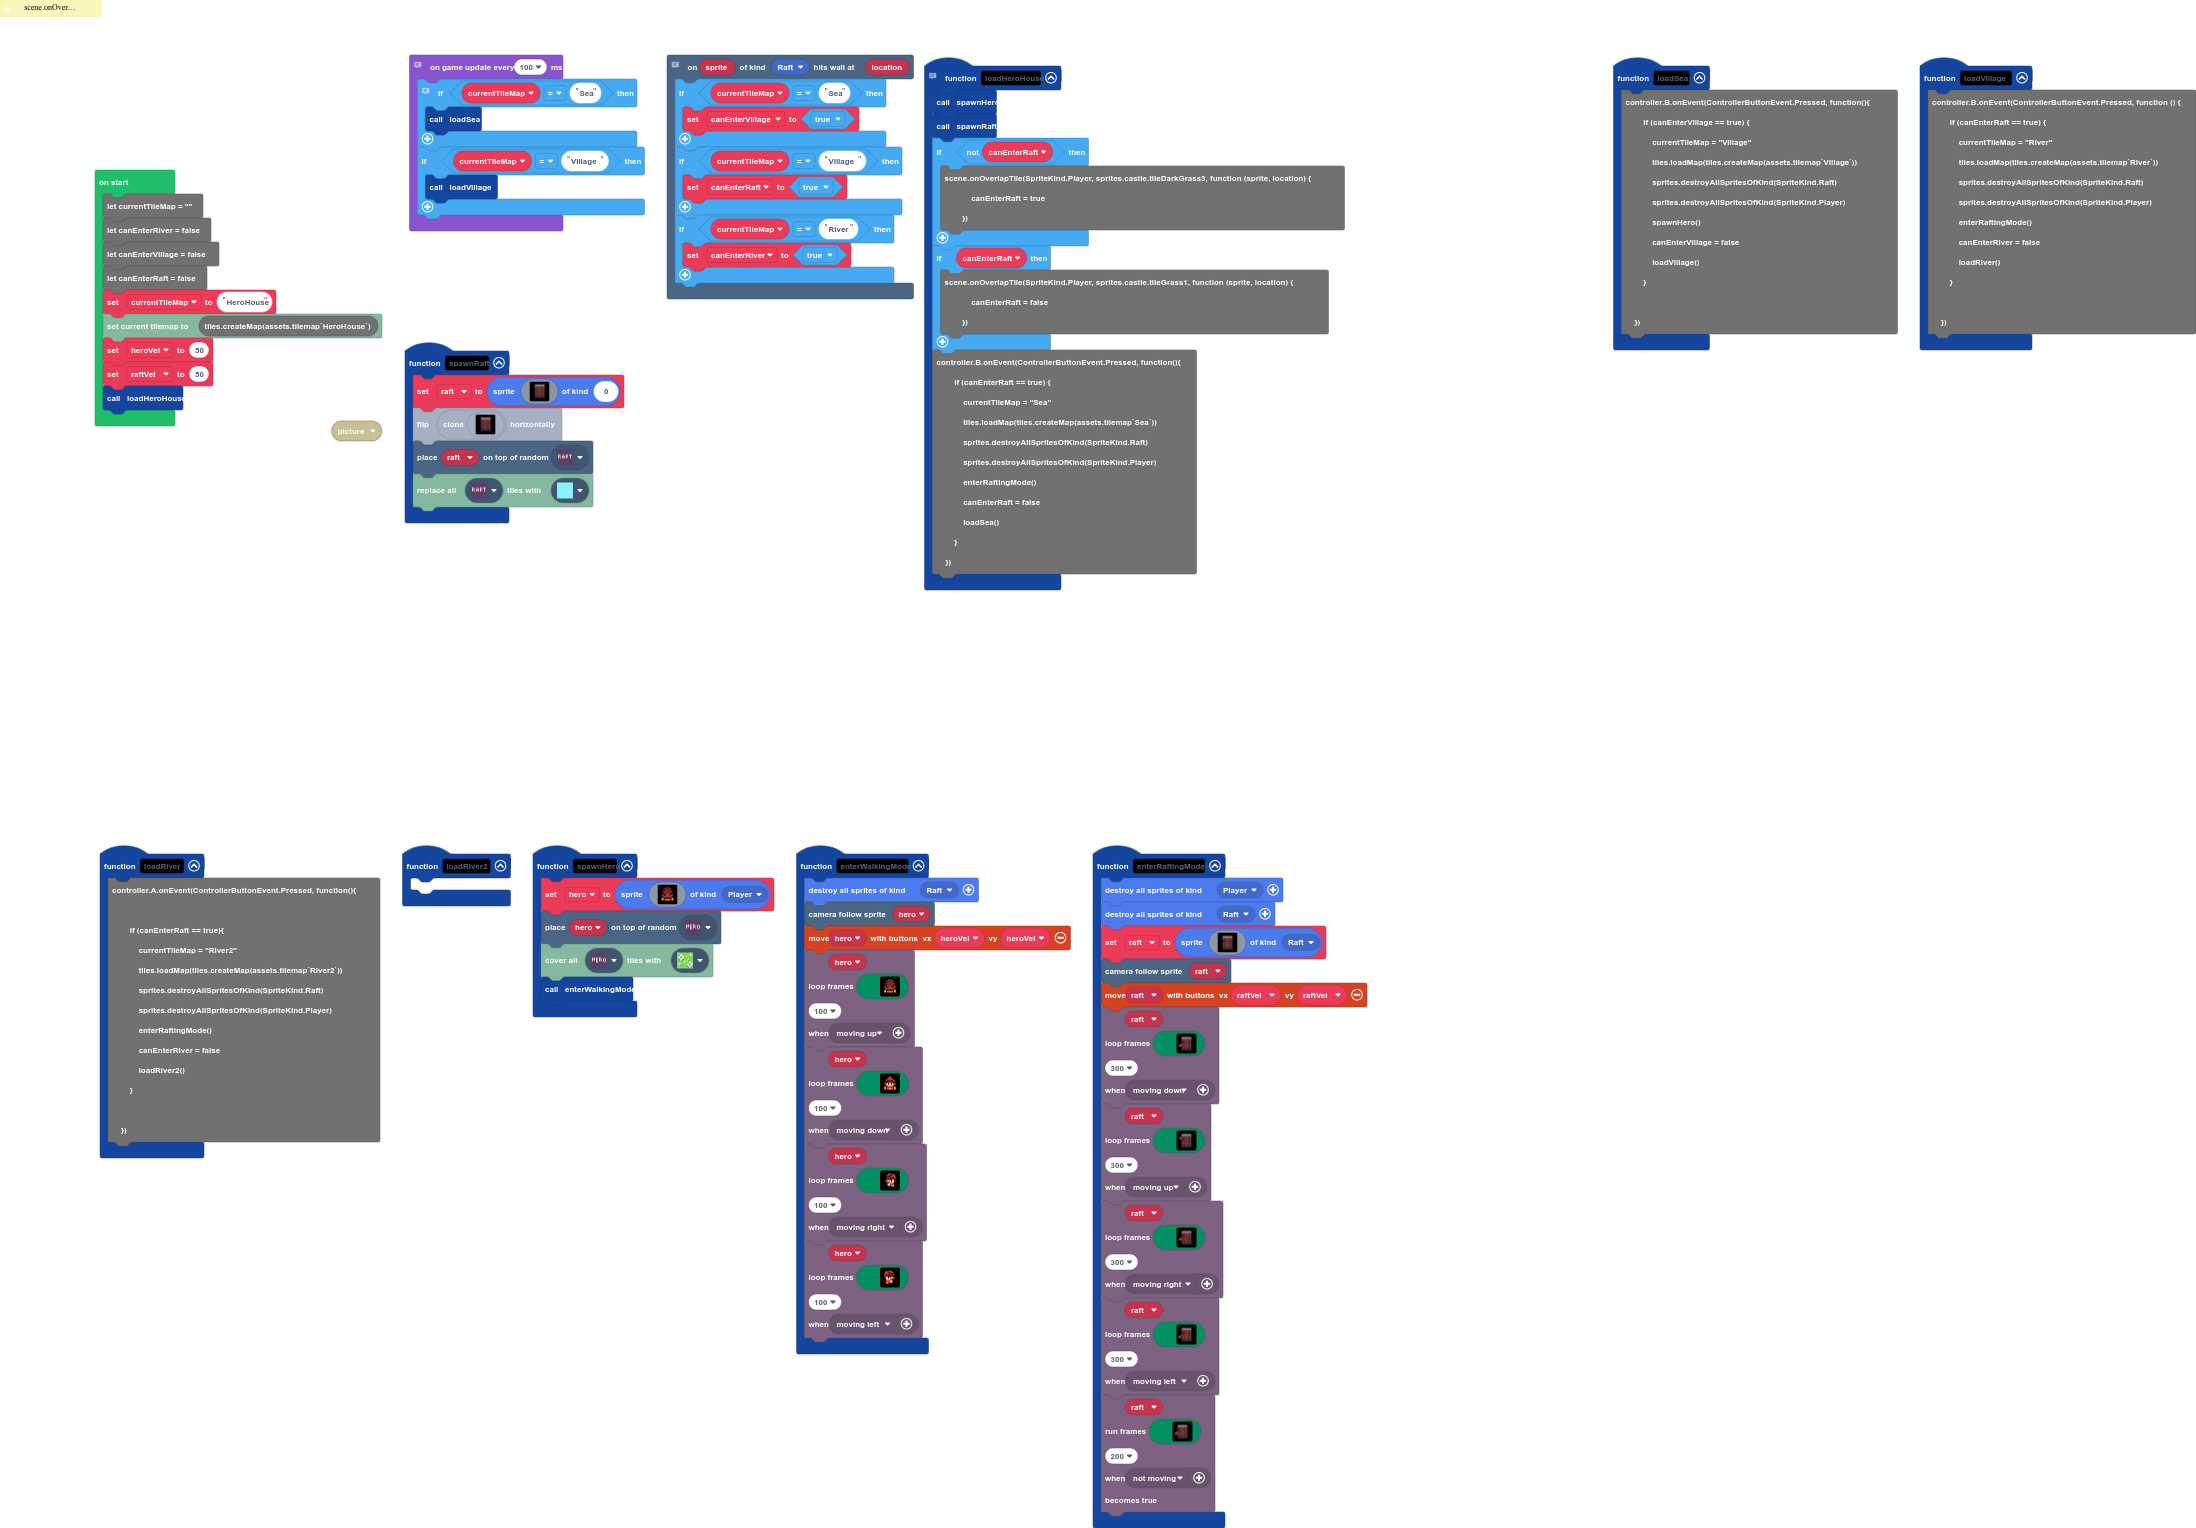 scene.onOver...
on game update every 100 ms
if currentTileMap = "Sea" then
call loadSea
if currentTileMap = "Village " then
call loadVillage
on sprite of kind Raft hits wall at location
if currentTileMap = "Sea" then
set canEnterVillage to true
if currentTileMap = "Village " then
set canEnterRaft to true
if currentTileMap = "River" then
set canEnterRiver to true
function loadHeroHouse
call spawnHero
call spawnRaft
if not canEnterRaft then
scene.onOverlapTile(SpriteKind.Player, sprites.castle.tileDarkGrass3, function (sprite, location) {
canEnterRaft = true
})
if canEnterRaft then
scene.onOverlapTile(SpriteKind.Player, sprites.castle.tileGrass1, function (sprite, location) {
canEnterRaft = false
})
controller.B.onEvent(ControllerButtonEvent.Pressed, function(){
if (canEnterRaft == true) {
currentTileMap = "Sea"
tiles.loadMap(tiles.createMap(assets.tilemap`Sea`))
sprites.destroyAllSpritesOfKind(SpriteKind.Raft)
sprites.destroyAllSpritesOfKind(SpriteKind.Player)
enterRaftingMode()
canEnterRaft = false
loadSea()
}
})
function loadSea
controller.B.onEvent(ControllerButtonEvent.Pressed, function(){
if (canEnterVillage == true) {
currentTileMap = "Village"
tiles.loadMap(tiles.createMap(assets.tilemap`Village`))
sprites.destroyAllSpritesOfKind(SpriteKind.Raft)
sprites.destroyAllSpritesOfKind(SpriteKind.Player)
spawnHero()
canEnterVillage = false
loadVillage()
}
})
function loadVillage
controller.B.onEvent(ControllerButtonEvent.Pressed, function () {
if (canEnterRaft == true) {
currentTileMap = "River"
tiles.loadMap(tiles.createMap(assets.tilemap`River`))
sprites.destroyAllSpritesOfKind(SpriteKind.Raft)
sprites.destroyAllSpritesOfKind(SpriteKind.Player)
enterRaftingMode()
canEnterRiver = false
loadRiver()
}
})
on start
let currentTileMap = ""
let canEnterRiver = false
let canEnterVillage = false
let canEnterRaft = false
set currentTileMap to "HeroHouse"
set current tilemap to tiles.createMap(assets.tilemap`HeroHouse`)
set heroVel to 50
set raftVel to 50
call loadHeroHouse
picture
function spawnRaft
set raft to sprite of kind 0
flip clone horizontally
place raft on top of random RAFT
replace all RAFT tiles with
function loadRiver
controller.A.onEvent(ControllerButtonEvent.Pressed, function(){
if (canEnterRaft == true){
currentTileMap = "River2"
tiles.loadMap(tiles.createMap(assets.tilemap`River2`))
sprites.destroyAllSpritesOfKind(SpriteKind.Raft)
sprites.destroyAllSpritesOfKind(SpriteKind.Player)
enterRaftingMode()
canEnterRiver = false
loadRiver2()
}
})
function loadRiver2
function spawnHero
set hero to sprite of kind Player
place hero on top of random HERO
cover all HERO tiles with
call enterWalkingMode
function enterWalkingMode
destroy all sprites of kind Raft
camera follow sprite hero
move hero with buttons vx heroVel vy heroVel
hero
loop frames
100
when moving up
hero
loop frames
100
when moving down
hero
loop frames
100
when moving right
hero
loop frames
100
when moving left
function enterRaftingMode
destroy all sprites of kind Player
destroy all sprites of kind Raft
set raft to sprite of kind Raft
camera follow sprite raft
move raft with buttons vx raftVel vy raftVel
raft
loop frames
300
when moving down
raft
loop frames
300
when moving up
raft
loop frames
300
when moving right
raft
loop frames
300
when moving left
raft
run frames
200
when not moving
becomes true